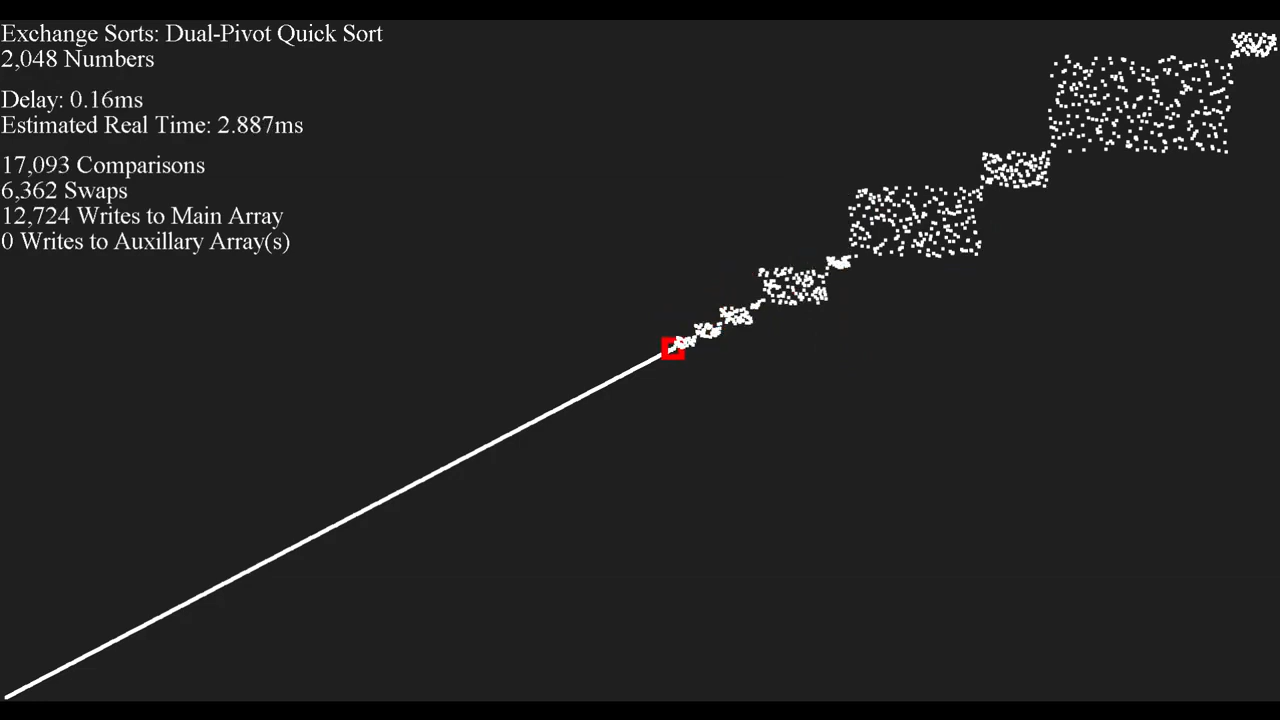 Exchange Sorts: Dual-Pivot Quick Sort
2,048 Numbers
Delay: 0.16ms
Estimated Real Time: 2.887ms
17,093 Comparisons
6,362 Swaps
12,724 Writes to Main Array
0 Writes to Auxillary Array(s)